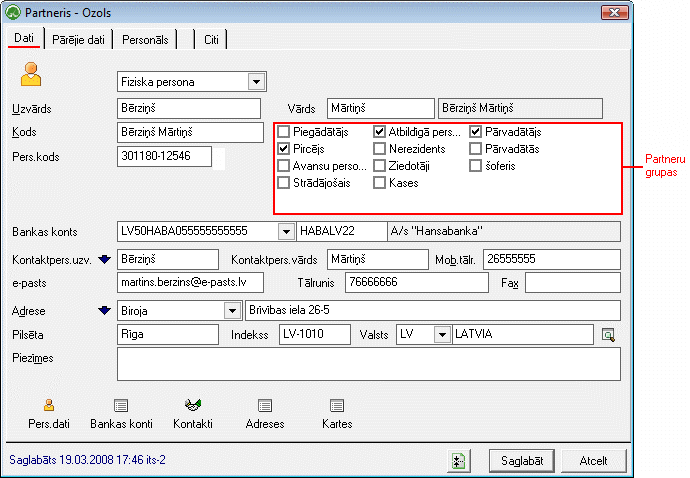 Partneris - Ozols
Dati Pārējie dati Personāls Citi
Fiziska persona
Uzvārds Bērziņš Vārds Mārtiņš Bērziņš Mārtiņš
Kods Bērziņš Mārtiņš
Pers.kods 301180-12546
Piegādātājs Atbildīgā pers... Pārvadātājs
Pircējs Nerezidents Pārvadātās
Avansu perso... Ziedotāji šoferis
Strādājošais Kases
Partneru grupas
Bankas konts LV50HABA055555555555 HABALV22 A/s "Hansabanka"
Kontaktpers.uzv. Bērziņš Kontaktpers.vārds Mārtiņš Mob.tālr. 26555555
e-pasts martins.berzins@e-pasts.lv Tālrunis 76666666 Fax
Adrese Biroja Brīvības iela 26-5
Pilsēta Rīga Indekss LV-1010 Valsts LV LATVIA
Piezīmes
Pers.dati Bankas konti Kontakti Adreses Kartes
Saglabāts 19.03.2008 17:46 its-2 Saglabāt Atcelt